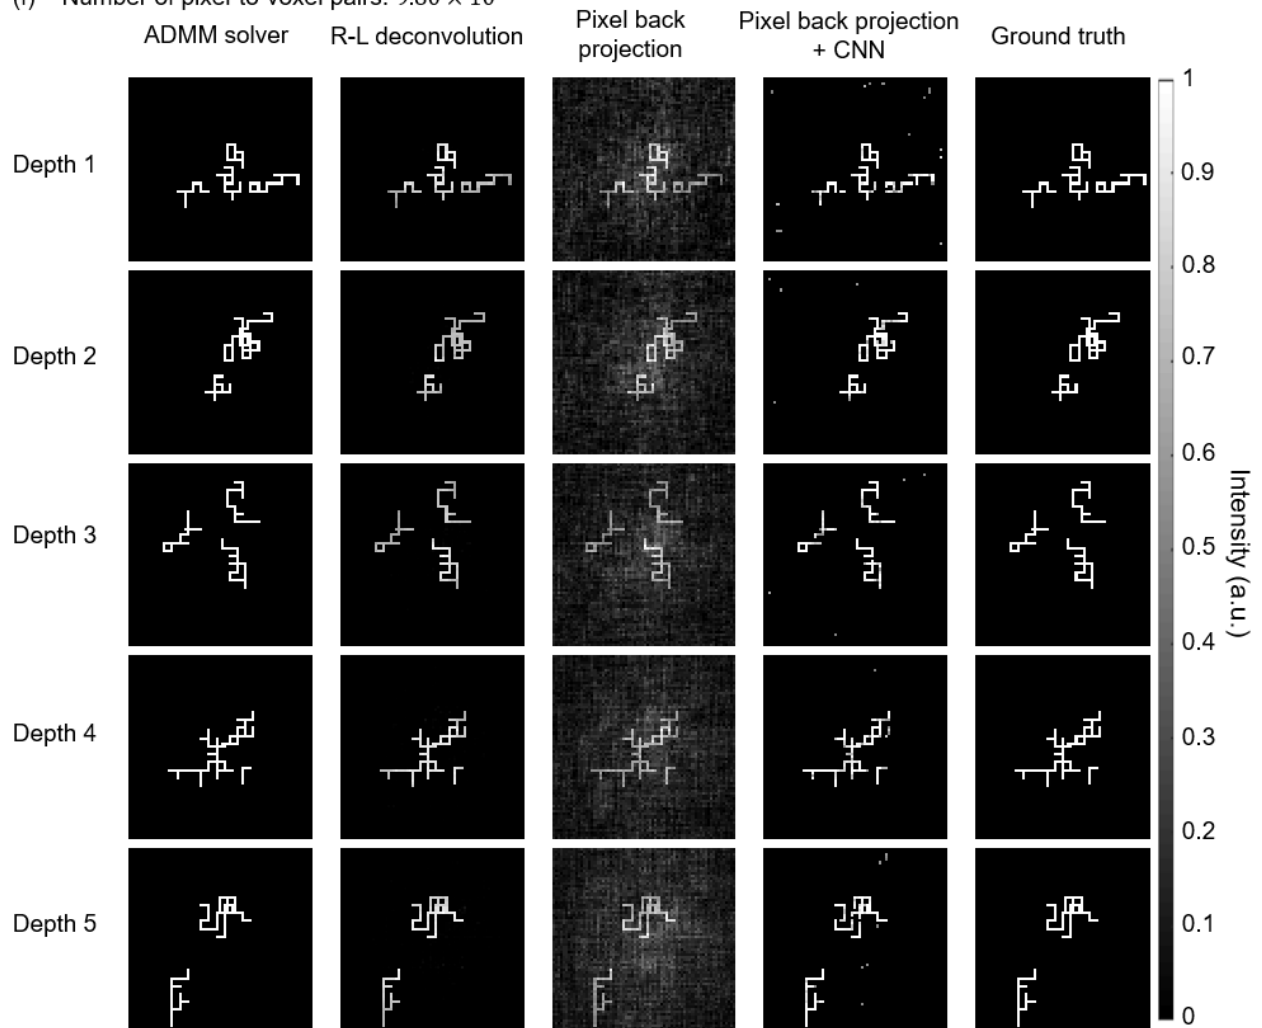 Pixel back
ADMM solver R-L deconvolution projection Pixel back projection + CNN Ground truth
Depth 1
Depth 2
Depth 3
Depth 4
Depth 5
1
0.9
0.8
0.7
0.6
0.5
0.4
0.3
0.2
0.1
0
Intensity (a.u.)